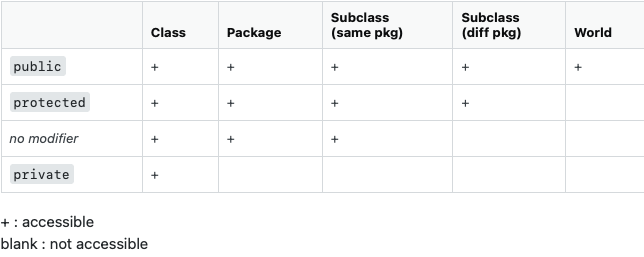 Class Package Subclass (same pkg) Subclass (diff pkg) World
public + + + + +
protected + + + +
no modifier + + +
private +
+ : accessible
blank : not accessible